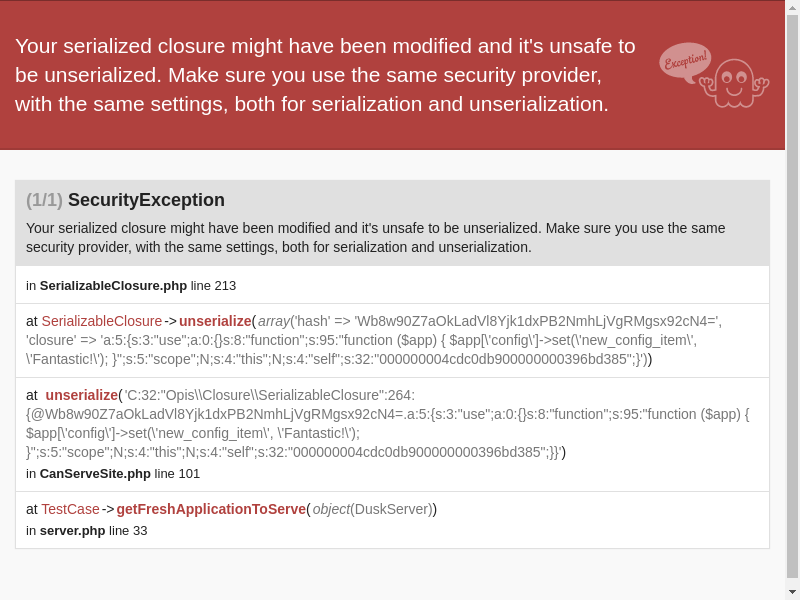 Your serialized closure might have been modified and it's unsafe to
be unserialized. Make sure you use the same security provider,
with the same settings, both for serialization and unserialization.
Exception!
(1/1) SecurityException
Your serialized closure might have been modified and it's unsafe to be unserialized. Make sure you use the same
security provider, with the same settings, both for serialization and unserialization.
in SerializableClosure.php line 213
at SerializableClosure->unserialize(array('hash' => 'Wb8w90Z7aOkLadVl8Yjk1dxPB2NmhLjVgRMgsx92cN4=',
'closure' => 'a:5:{s:3:"use";a:0:{}s:8:"function";s:95:"function ($app) { $app[\'config\']->set(\'new_config_item\',
\'Fantastic!\'); }";s:5:"scope";N;s:4:"this";N;s:4:"self";s:32:"000000004cdc0db900000000396bd385";}'))
at unserialize('C:32:"Opis\\Closure\\SerializableClosure":264:
{@Wb8w90Z7aOkLadVl8Yjk1dxPB2NmhLjVgRMgsx92cN4=.a:5:{s:3:"use";a:0:{}s:8:"function";s:95:"function ($app) {
$app[\'config\']->set(\'new_config_item\', \'Fantastic!\');
}";s:5:"scope";N;s:4:"this";N;s:4:"self";s:32:"000000004cdc0db900000000396bd385";}}')
in CanServeSite.php line 101
at TestCase->getFreshApplicationToServe(object(DuskServer))
in server.php line 33